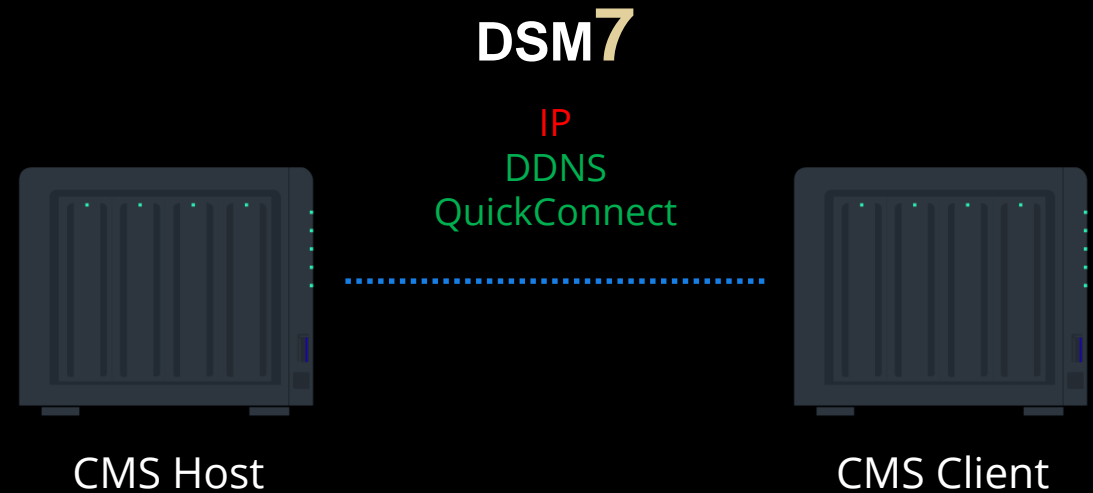 DSM7
IP
DDNS
QuickConnect
CMS Host
CMS Client